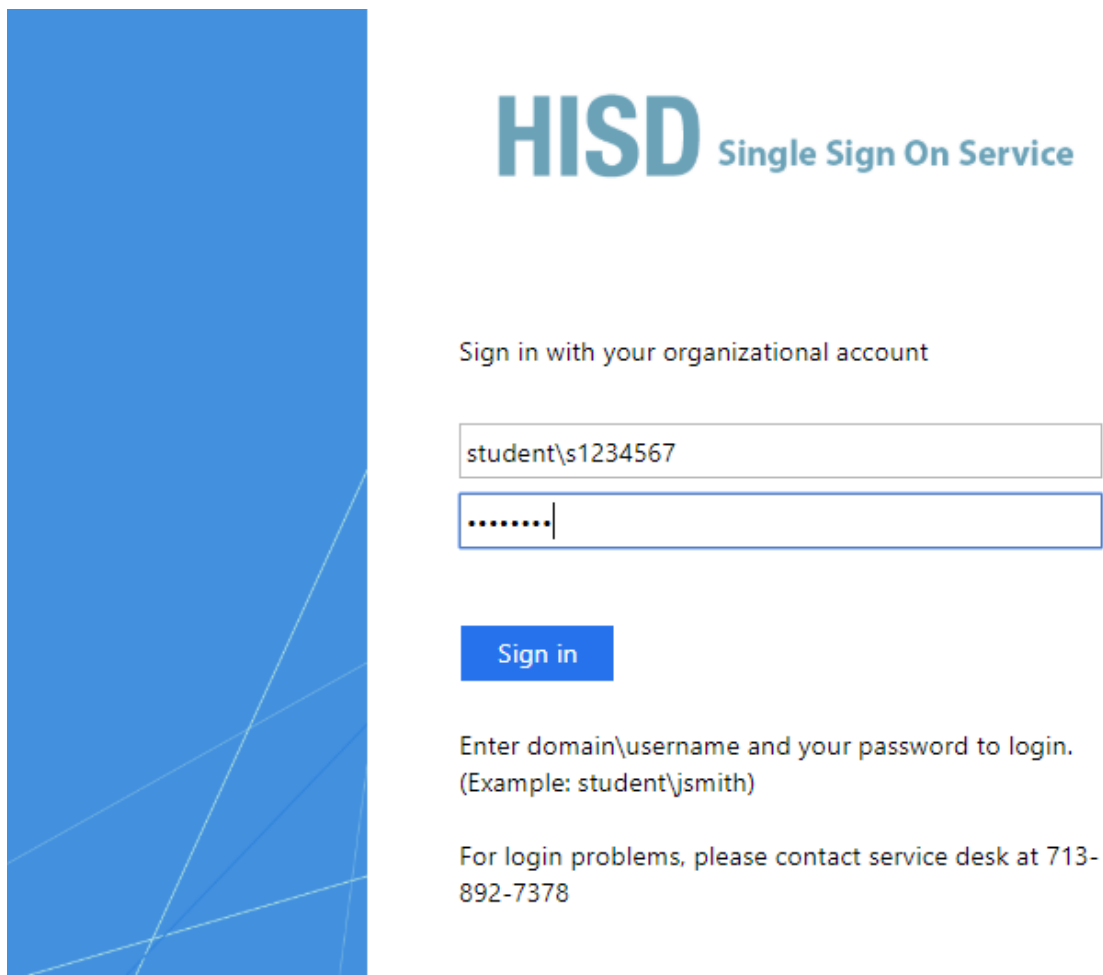 HISD Single Sign On Service
Sign in with your organizational account
student\s1234567
••••••••
Sign in
Enter domain\username and your password to login.
(Example: student\jsmith)
For login problems, please contact service desk at 713-
892-7378